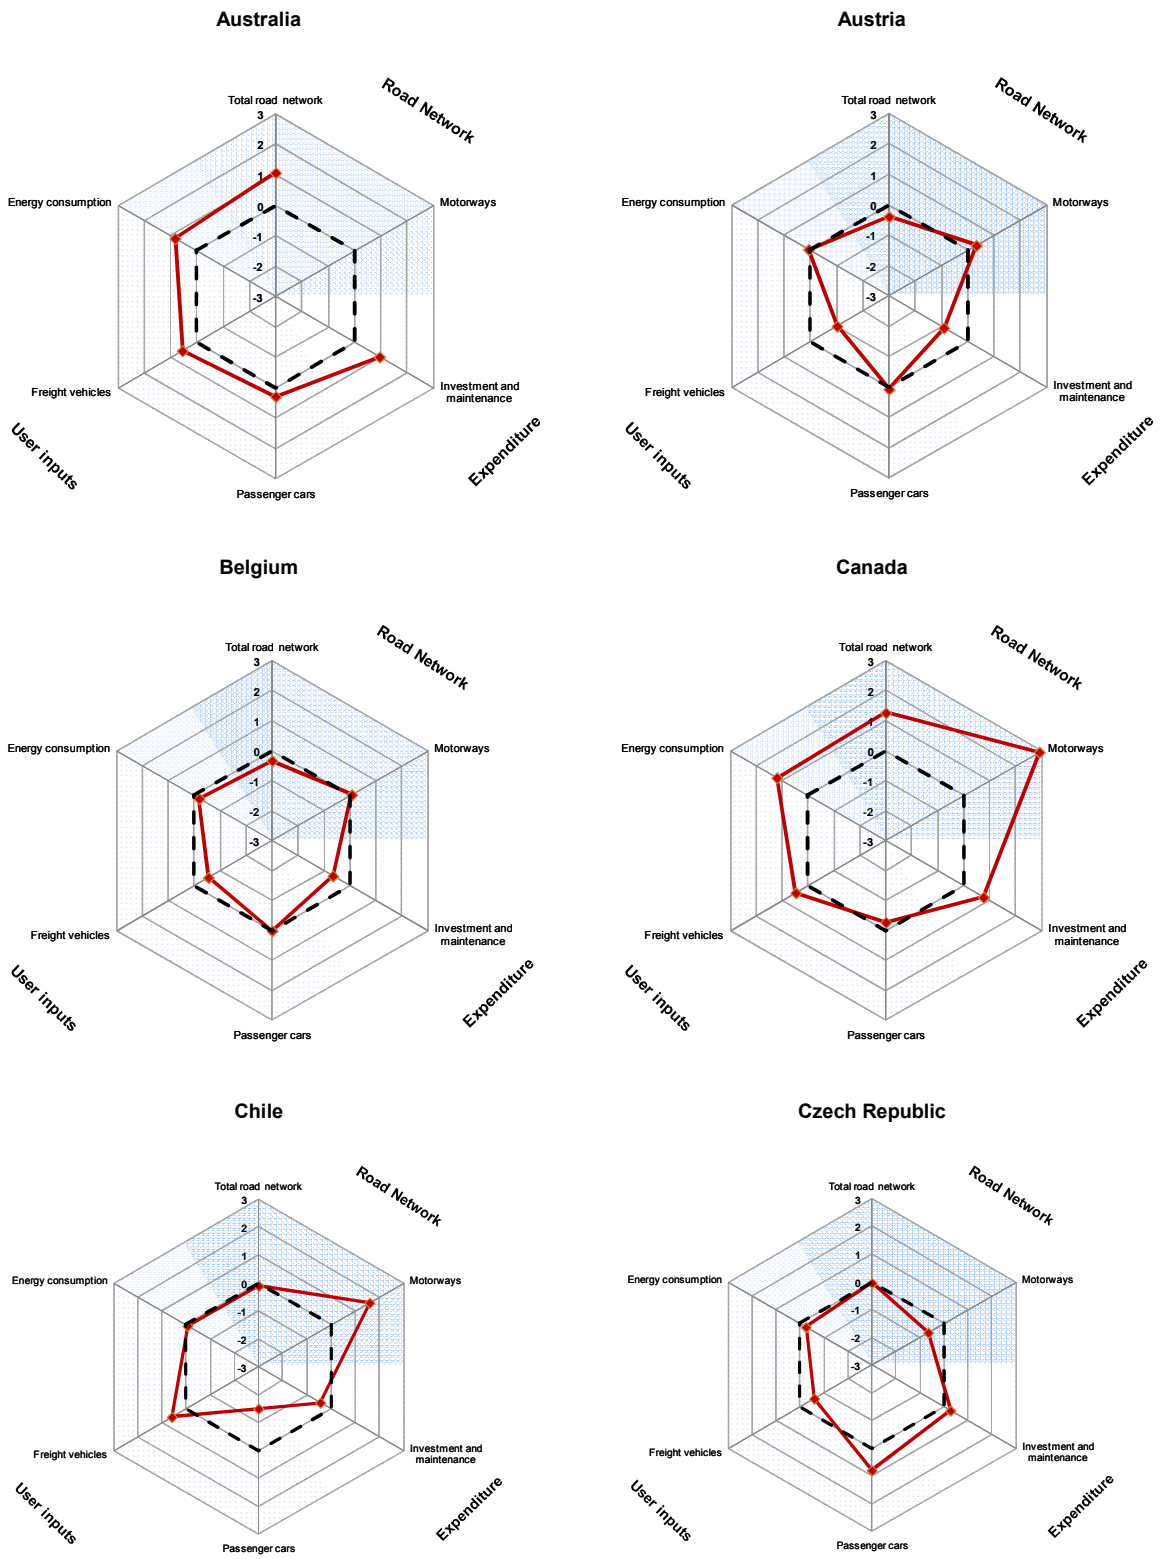 Australia
Road Network
Total road network
3
2
1
0
-1
-2
-3
Energy consumption
Motorways
Freight vehicles
Investment and
maintenance
User inputs
Expenditure
Passenger cars
Austria
Road Network
Total road network
3
2
1
0
-1
-2
-3
Energy consumption
Motorways
Freight vehicles
Investment and
maintenance
User inputs
Expenditure
Passenger cars
Belgium
Road Network
Total road network
3
2
1
0
-1
-2
-3
Energy consumption
Motorways
Freight vehicles
Investment and
maintenance
User inputs
Expenditure
Passenger cars
Canada
Road Network
Total road network
3
2
1
0
-1
-2
-3
Energy consumption
Motorways
Freight vehicles
Investment and
maintenance
User inputs
Expenditure
Passenger cars
Chile
Road Network
Total road network
3
2
1
0
-1
-2
-3
Energy consumption
Motorways
Freight vehicles
Investment and
maintenance
User inputs
Expenditure
Passenger cars
Czech Republic
Road Network
Total road network
3
2
1
0
-1
-2
-3
Energy consumption
Motorways
Freight vehicles
Investment and
maintenance
User inputs
Expenditure
Passenger cars